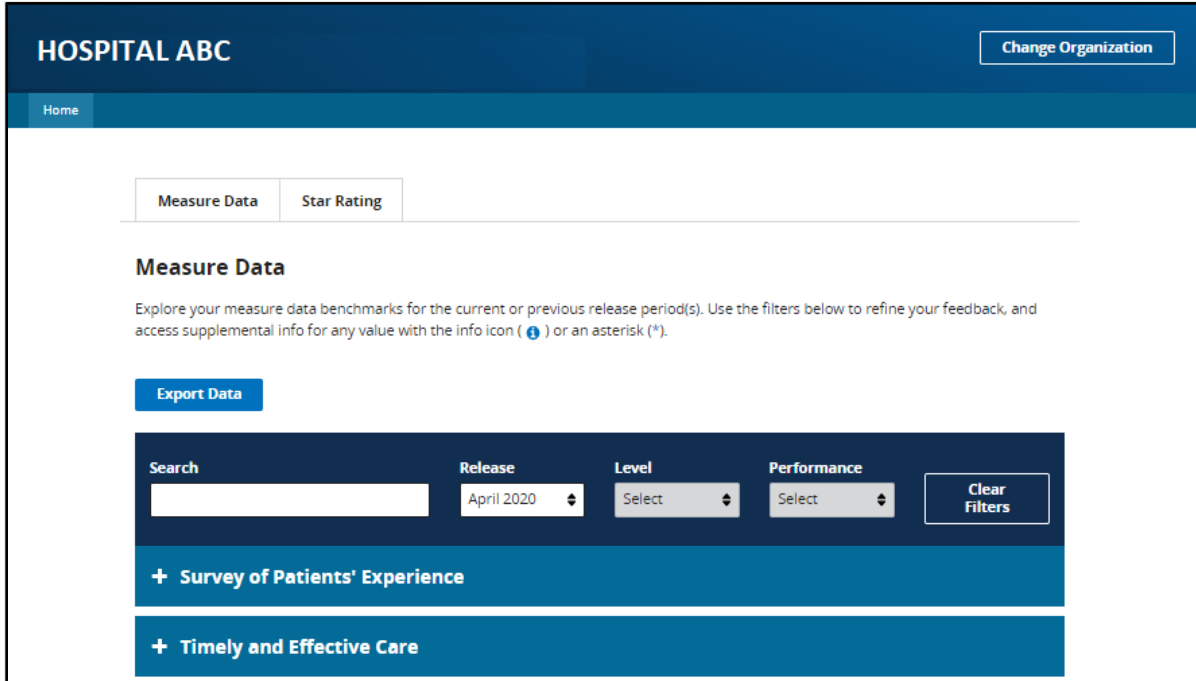 HOSPITAL ABC
Change Organization
Home
Measure Data
Star Rating
Measure Data
Explore your measure data benchmarks for the current or previous release period(s). Use the filters below to refine your feedback, and
access supplemental info for any value with the info icon ( i ) or an asterisk (*).
Export Data
Search
Release
Level
Performance
April 2020
Select
Select
Clear
Filters
+ Survey of Patients' Experience
+ Timely and Effective Care